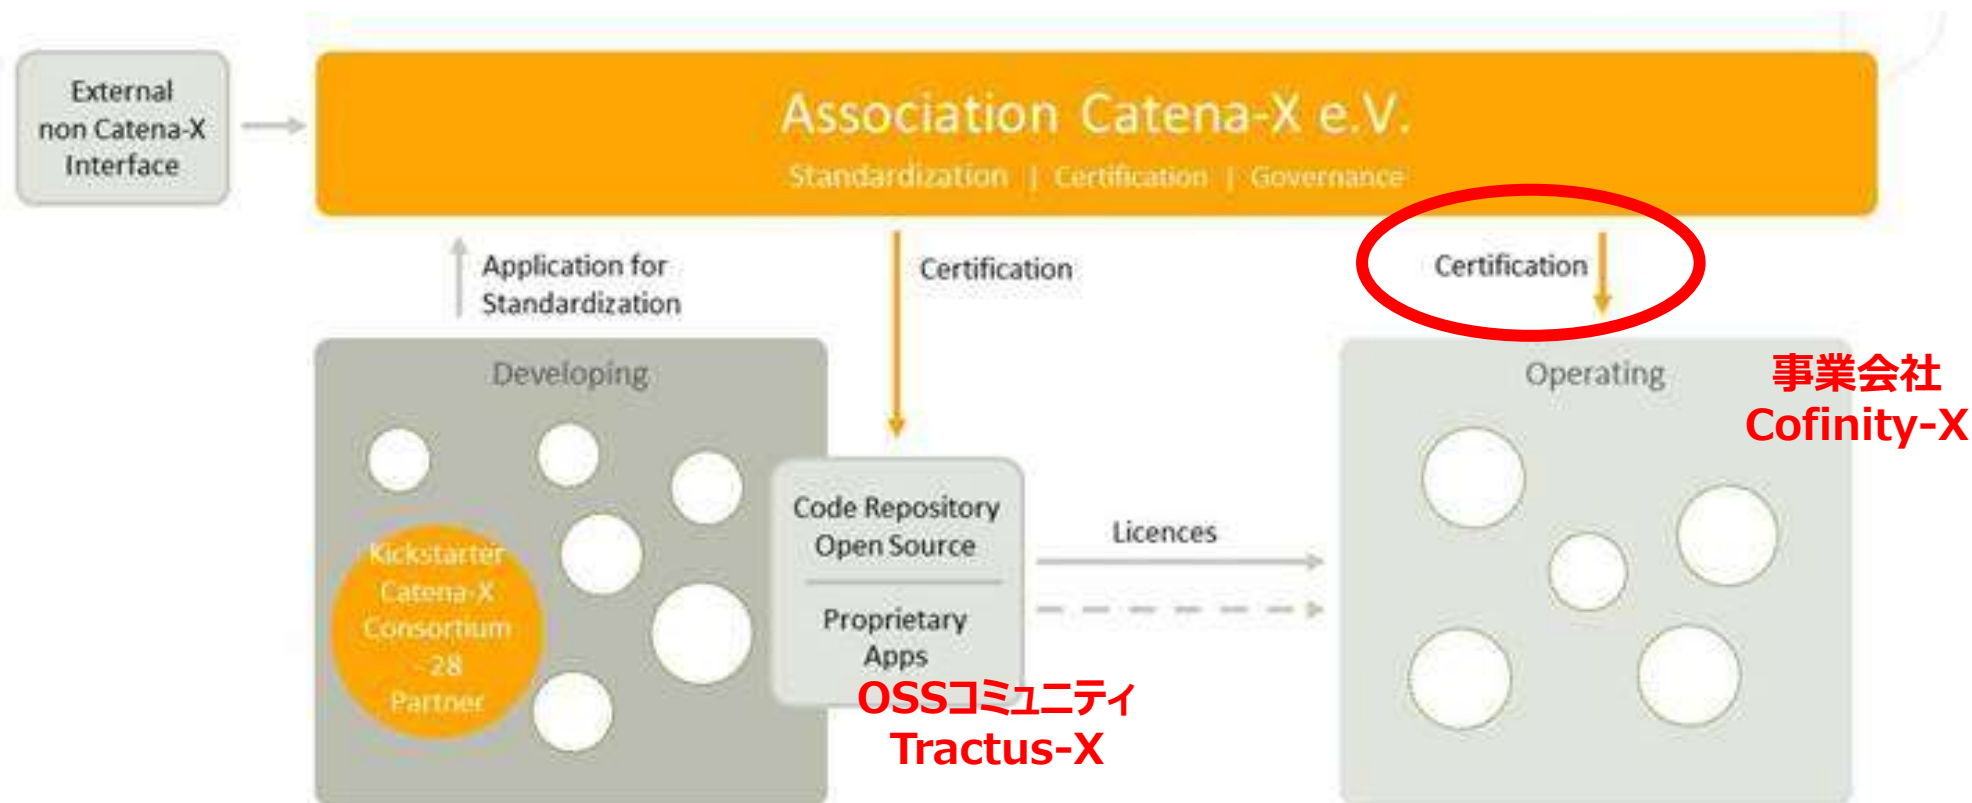 External
non Catena-X
Interface
Association Catena-X e.V.
Standardization | Certification | Governance
Application for
Standardization
Certification
Certification
Developing
Operating
事業会社
Cofinity-X
Kickstarter
Catena-X
Consortium
- 28
Partner
Code Repository
Open Source
Proprietary
Apps
Licences
OSSコミュニティ
Tractus-X